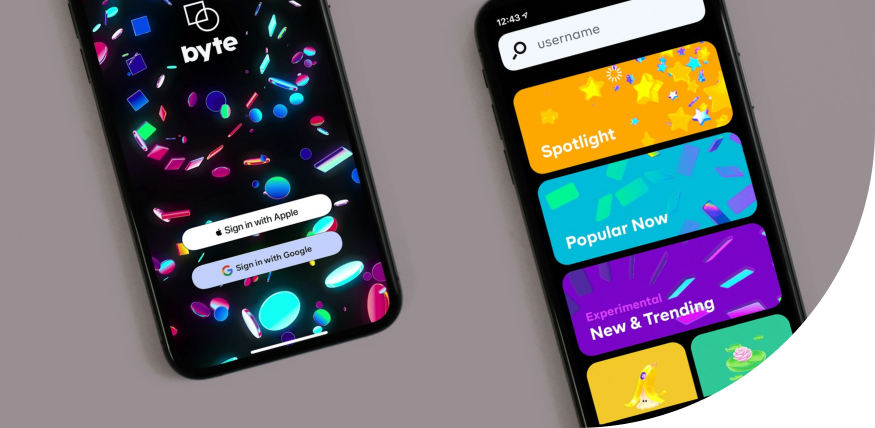 byte
Sign in with Apple
Sign in with Google
12:43
username
Spotlight
Popular Now
Experimental
New & Trending